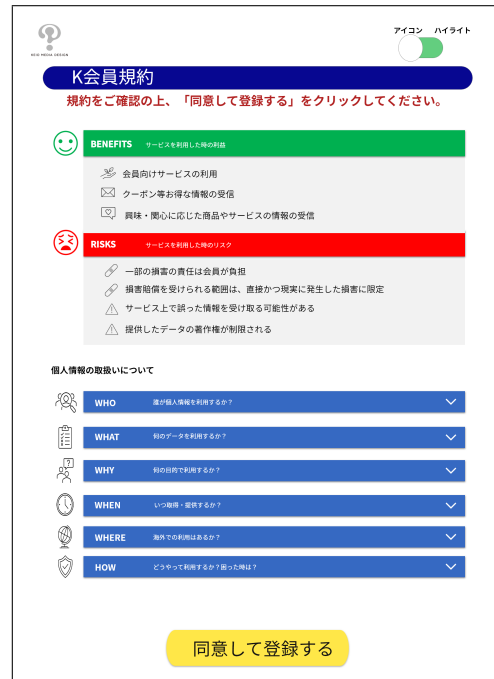 アイコン ハイライト
KEIO MEDIA DESIGN
K会員規約
規約をご確認の上、「同意して登録する」をクリックしてください。
BENEFITS サービスを利用した時の利益
会員向けサービスの利用
クーポン等お得な情報の受信
興味・関心に応じた商品やサービスの情報の受信
RISKS サービスを利用した時のリスク
一部の損害の責任は会員が負担
損害賠償を受けられる範囲は、直接かつ現実に発生した損害に限定
サービス上で誤った情報を受け取る可能性がある
提供したデータの著作権が制限される
個人情報の取扱いについて
WHO 誰が個人情報を利用するか？
WHAT 何のデータを利用するか？
WHY 何の目的で利用するか？
WHEN いつ取得・提供するか？
WHERE 海外での利用はあるか？
HOW どうやって利用するか？困った時は？
同意して登録する